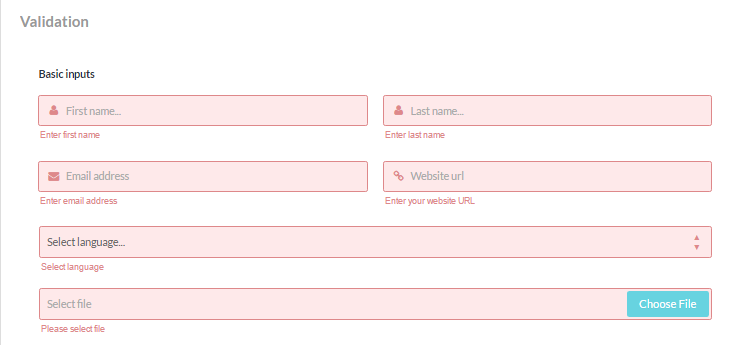 Validation
Basic inputs
First name... Last name...
Enter first name Enter last name
Email address Website url
Enter email address Enter your website URL
Select language...
Select language
Select file Choose File
Please select file